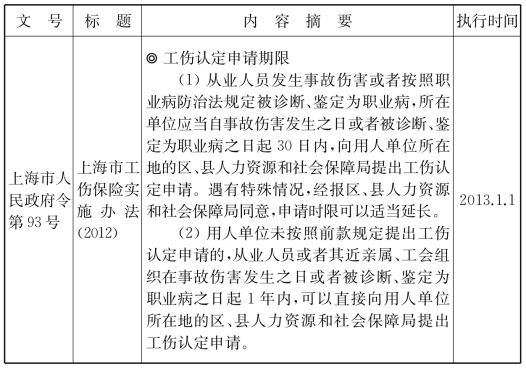 文 号
标 题
内 容 摘 要
执行时间
上海市人
民政府令
第 93 号
上海市工
伤保险实
施办法
(2012)
◎ 工伤认定申请期限
(1) 从业人员发生事故伤害或者按照职
业病防治法规定被诊断、鉴定为职业病,所在
单位应当自事故伤害发生之日或者被诊断、鉴
定为职业病之日起 30 日内,向用人单位所在
地的区、县人力资源和社会保障局提出工伤认
定申请。遇有特殊情况,经报区、县人力资源
和社会保障局同意,申请时限可以适当延长。
(2) 用人单位未按照前款规定提出工伤
认定申请的,从业人员或者其近亲属、工会组
织在事故伤害发生之日或者被诊断、鉴定为
职业病之日起 1 年内,可以直接向用人单位
所在地的区、县人力资源和社会保障局提出
工伤认定申请。
2013.1.1